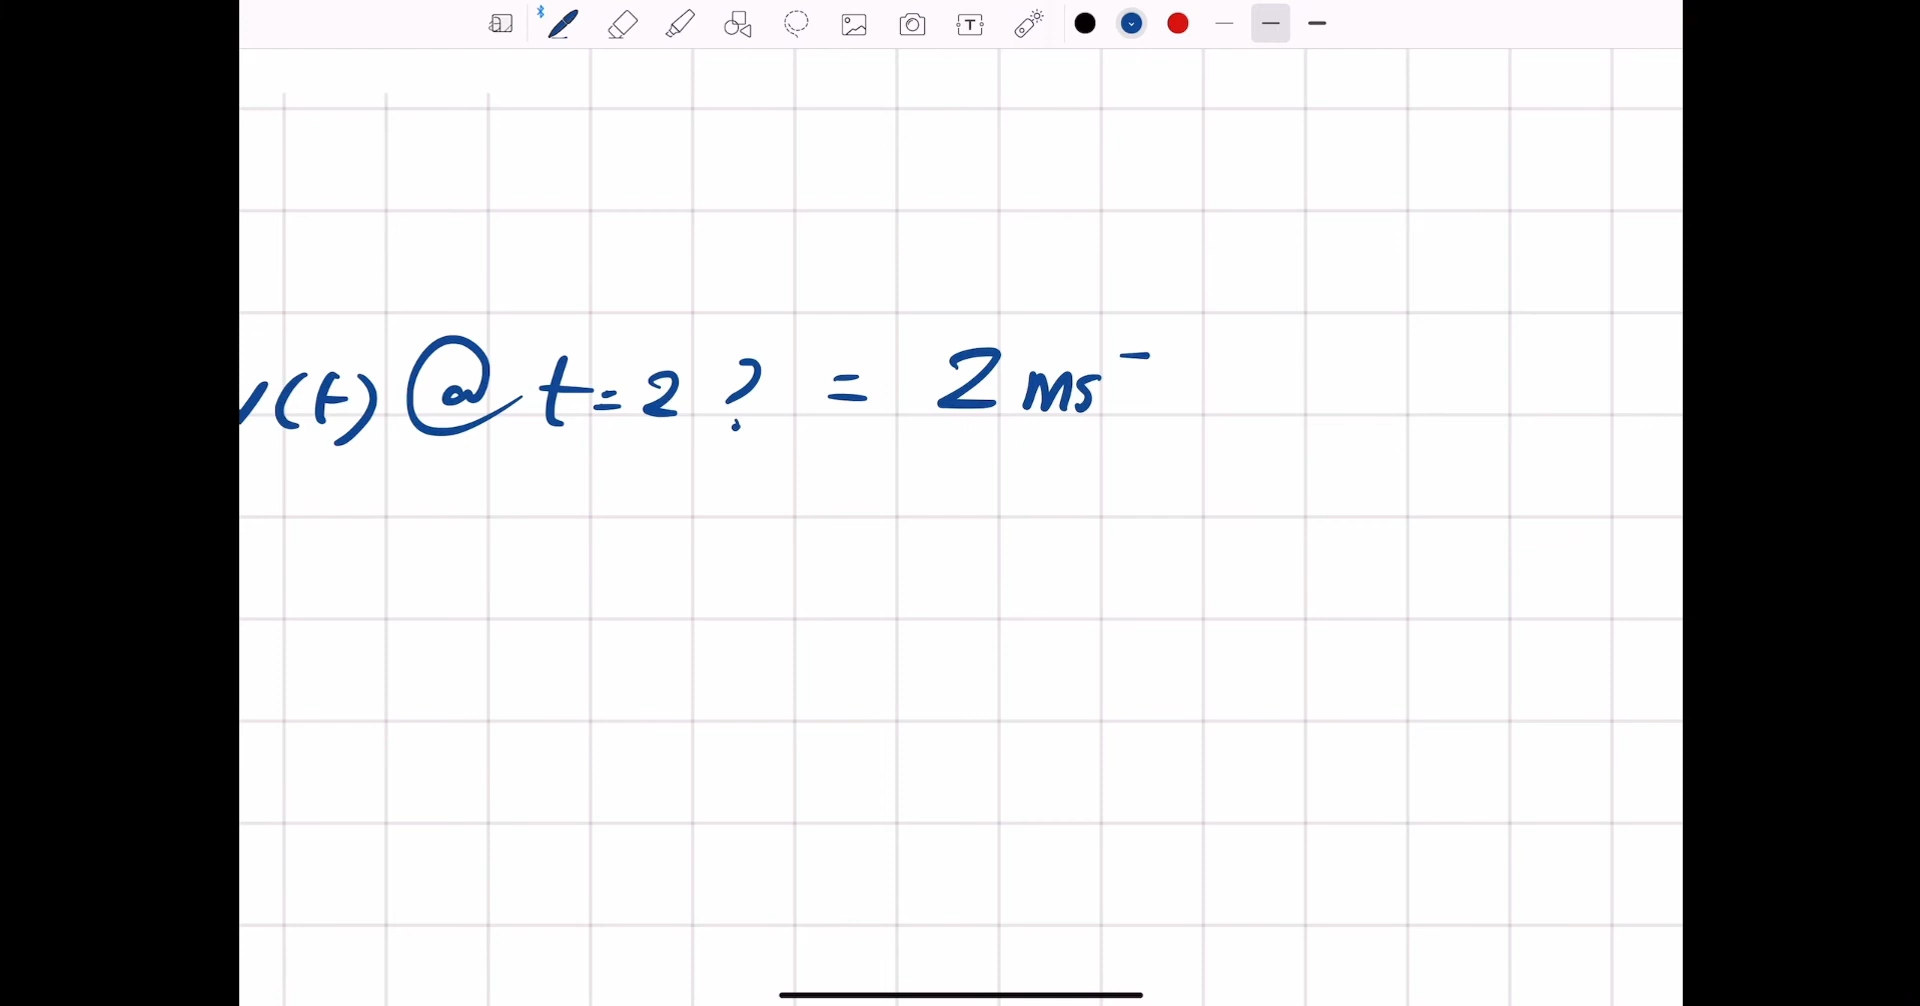 v(t) @ t = 2 ? = 2 ms⁻